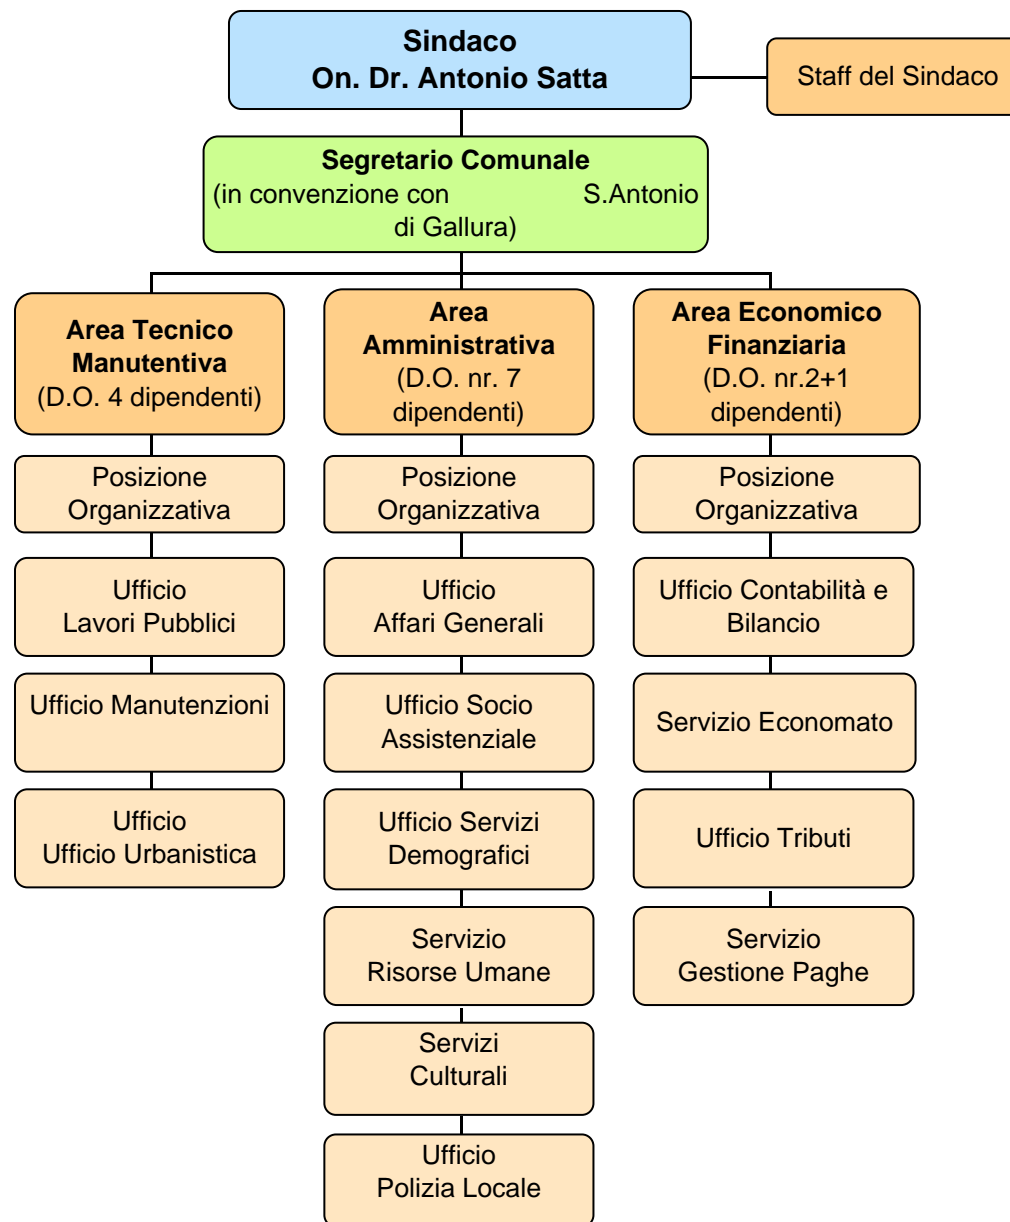 Sindaco
On. Dr. Antonio Satta
Staff del Sindaco
Segretario Comunale
(in convenzione con S.Antonio
di Gallura)
Area Tecnico
Manutentiva
(D.O. 4 dipendenti)
Posizione
Organizzativa
Ufficio
Lavori Pubblici
Ufficio Manutenzioni
Ufficio
Ufficio Urbanistica
Area
Amministrativa
(D.O. nr. 7
dipendenti)
Posizione
Organizzativa
Ufficio
Affari Generali
Ufficio Socio
Assistenziale
Ufficio Servizi
Demografici
Servizio
Risorse Umane
Servizi
Culturali
Ufficio
Polizia Locale
Area Economico
Finanziaria
(D.O. nr.2+1
dipendenti)
Posizione
Organizzativa
Ufficio Contabilità e
Bilancio
Servizio Economato
Ufficio Tributi
Servizio
Gestione Paghe